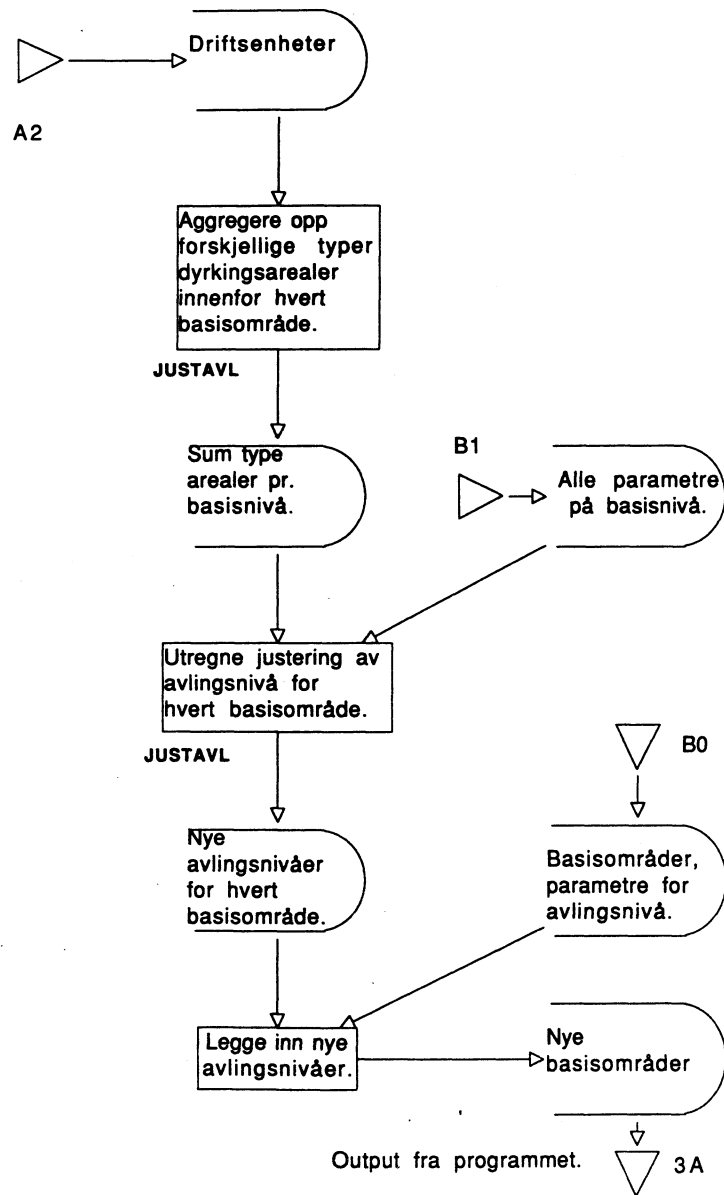 Driftsenheter
A2
Aggregere opp
forskjellige typer
dyrkingsarealer
innenfor hvert
basisområde.
JUSTAVL
Sum type
arealer pr.
basisnivå.
B1
Alle parametre
på basisnivå.
Utregne justering av
avlingsnivå for
hvert basisområde.
JUSTAVL
B0
Nye
avlingsnivåer
for hvert
basisområde.
Basisområder,
parametre for
avlingsnivå.
Legge inn nye
avlingsnivåer.
Nye
basisområder
Output fra programmet.
3A